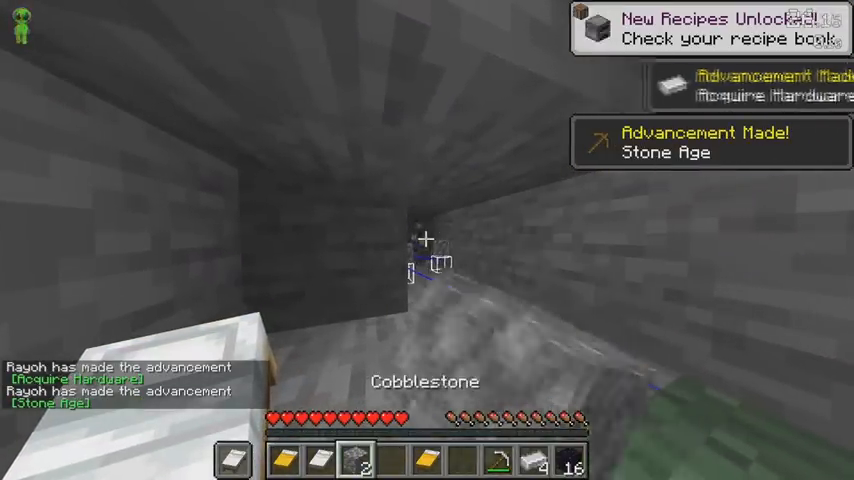 New Recipes Unlocked!
Check your recipe book
Advancement Made
Acquire Hardware
Advancement Made!
Stone Age
Cobblestone
Rayoh has made the advancement
[Acquire Hardware]
Rayoh has made the advancement
[Stone Age]
2
4
16